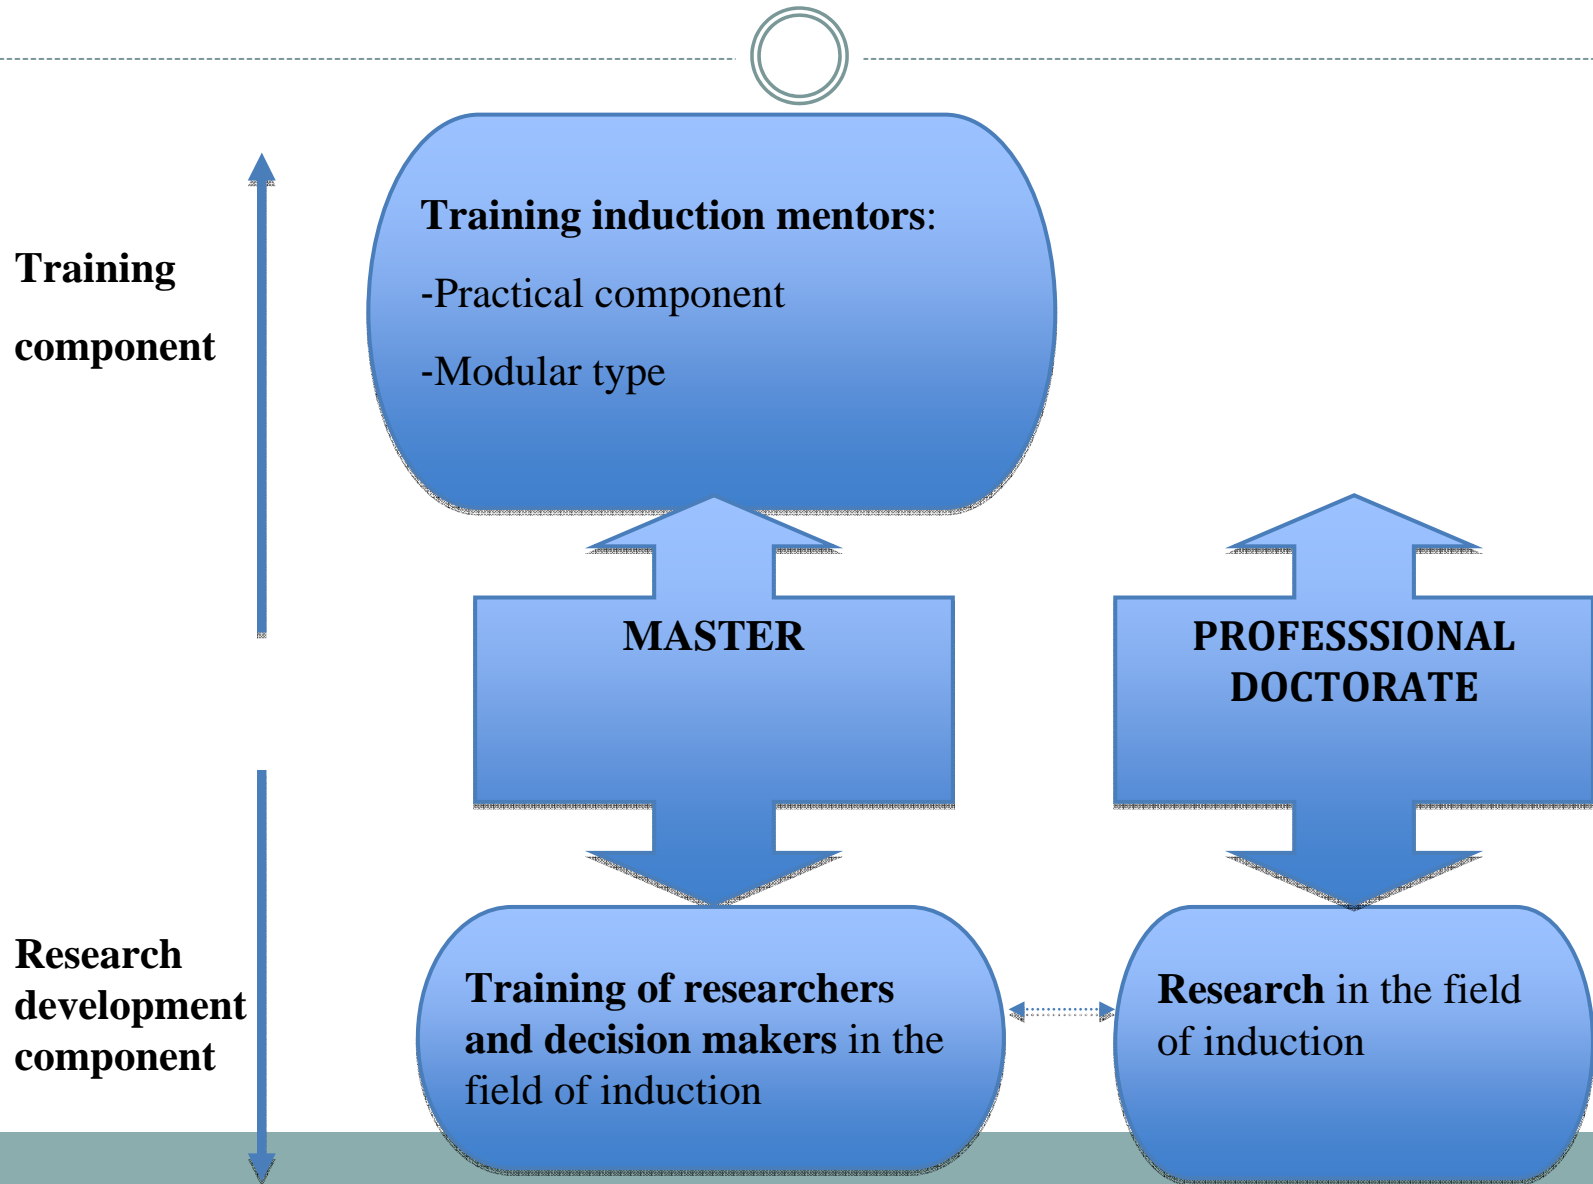 Training
component
Training induction mentors:
-Practical component
-Modular type
MASTER
PROFESSSIONAL
DOCTORATE
Research
development
component
Training of researchers
and decision makers in the
field of induction
Research in the field
of induction